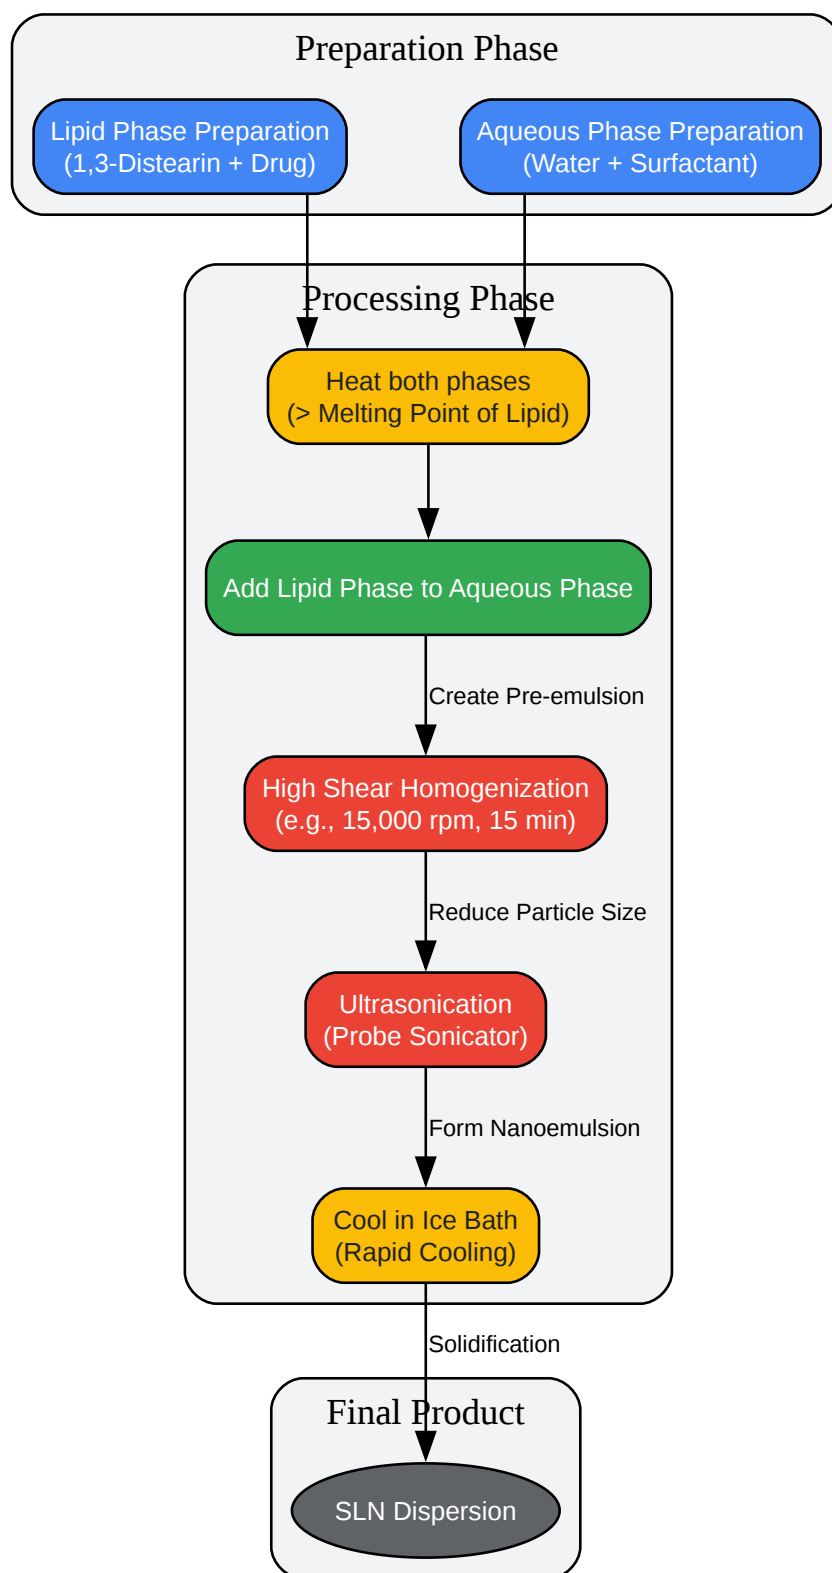 Preparation Phase
Lipid Phase Preparation
(1,3-Distearin + Drug)
Aqueous Phase Preparation
(Water + Surfactant)
Processing Phase
Heat both phases
(> Melting Point of Lipid)
Add Lipid Phase to Aqueous Phase
Create Pre-emulsion
High Shear Homogenization
(e.g., 15,000 rpm, 15 min)
Reduce Particle Size
Ultrasonication
(Probe Sonicator)
Form Nanoemulsion
Cool in Ice Bath
(Rapid Cooling)
Solidification
Final Product
SLN Dispersion